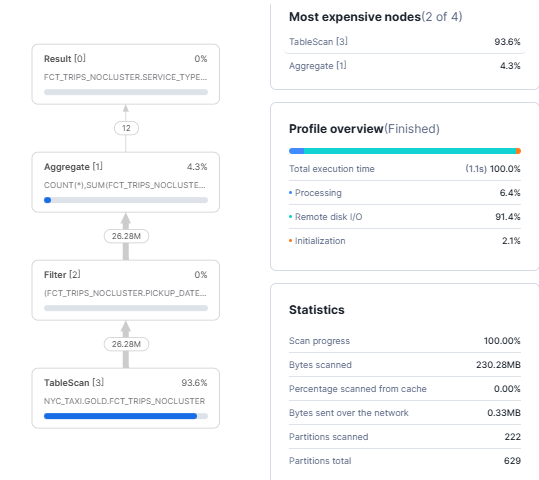 Result [0] 0%
FCT_TRIPS_NOCLUSTER.SERVICE_TYPE...
12
Aggregate [1] 4.3%
COUNT(*),SUM(FCT_TRIPS_NOCLUSTE...
26.28M
Filter [2] 0%
(FCT_TRIPS_NOCLUSTER.PICKUP_DATE...
26.28M
TableScan [3] 93.6%
NYC_TAXI.GOLD.FCT_TRIPS_NOCLUSTER
Most expensive nodes(2 of 4)
TableScan [3] 93.6%
Aggregate [1] 4.3%
Profile overview(Finished)
Total execution time (1.1s) 100.0%
Processing 6.4%
Remote disk I/O 91.4%
Initialization 2.1%
Statistics
Scan progress 100.00%
Bytes scanned 230.28MB
Percentage scanned from cache 0.00%
Bytes sent over the network 0.33MB
Partitions scanned 222
Partitions total 629